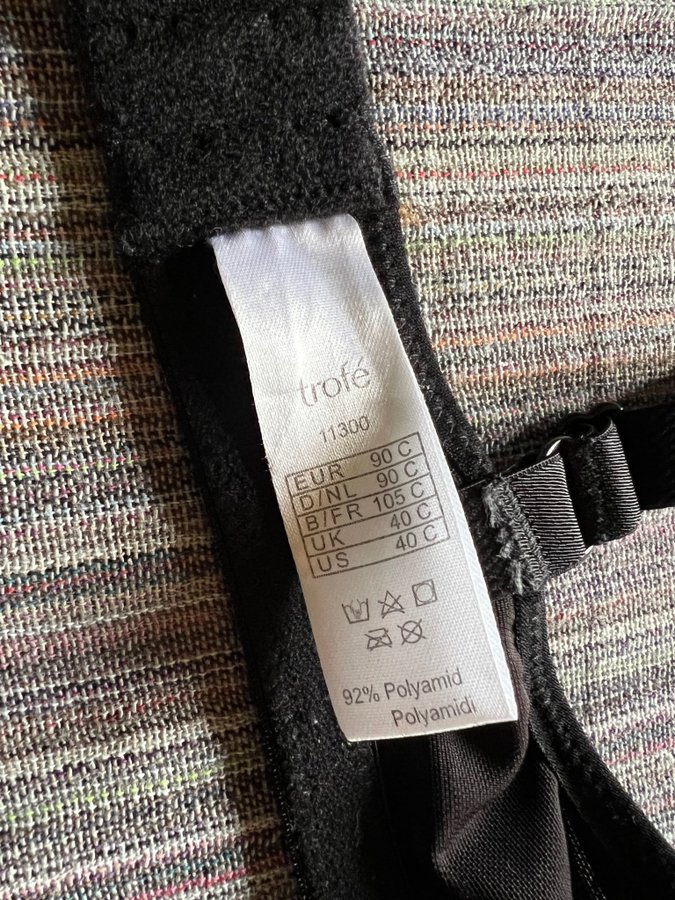 trofé
11300
EUR 90 C
D/NL 90 C
B/FR 105 C
UK 40 C
US 40 C
92% Polyamid
Polyamidi